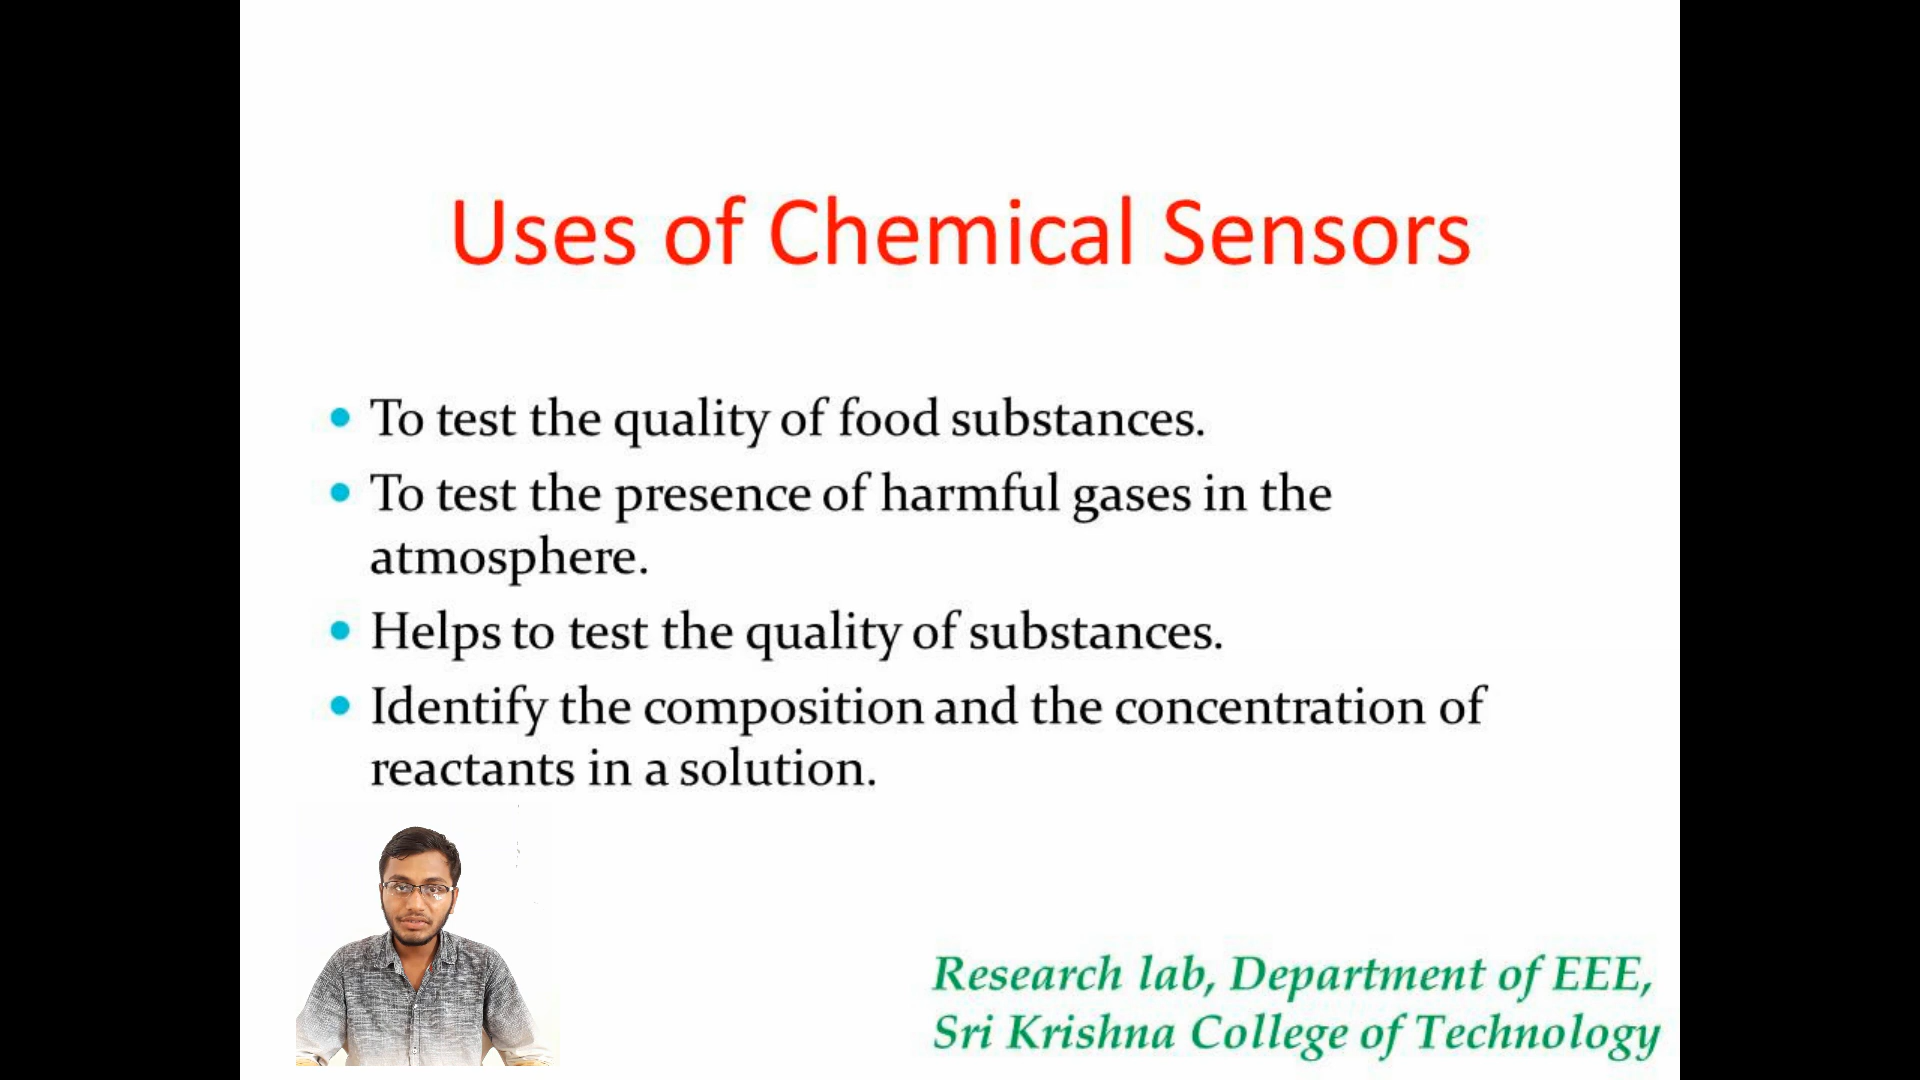 Uses of Chemical Sensors
• To test the quality of food substances.
• To test the presence of harmful gases in the
atmosphere.
• Helps to test the quality of substances.
• Identify the composition and the concentration of
reactants in a solution.
Research lab, Department of EEE,
Sri Krishna College of Technology